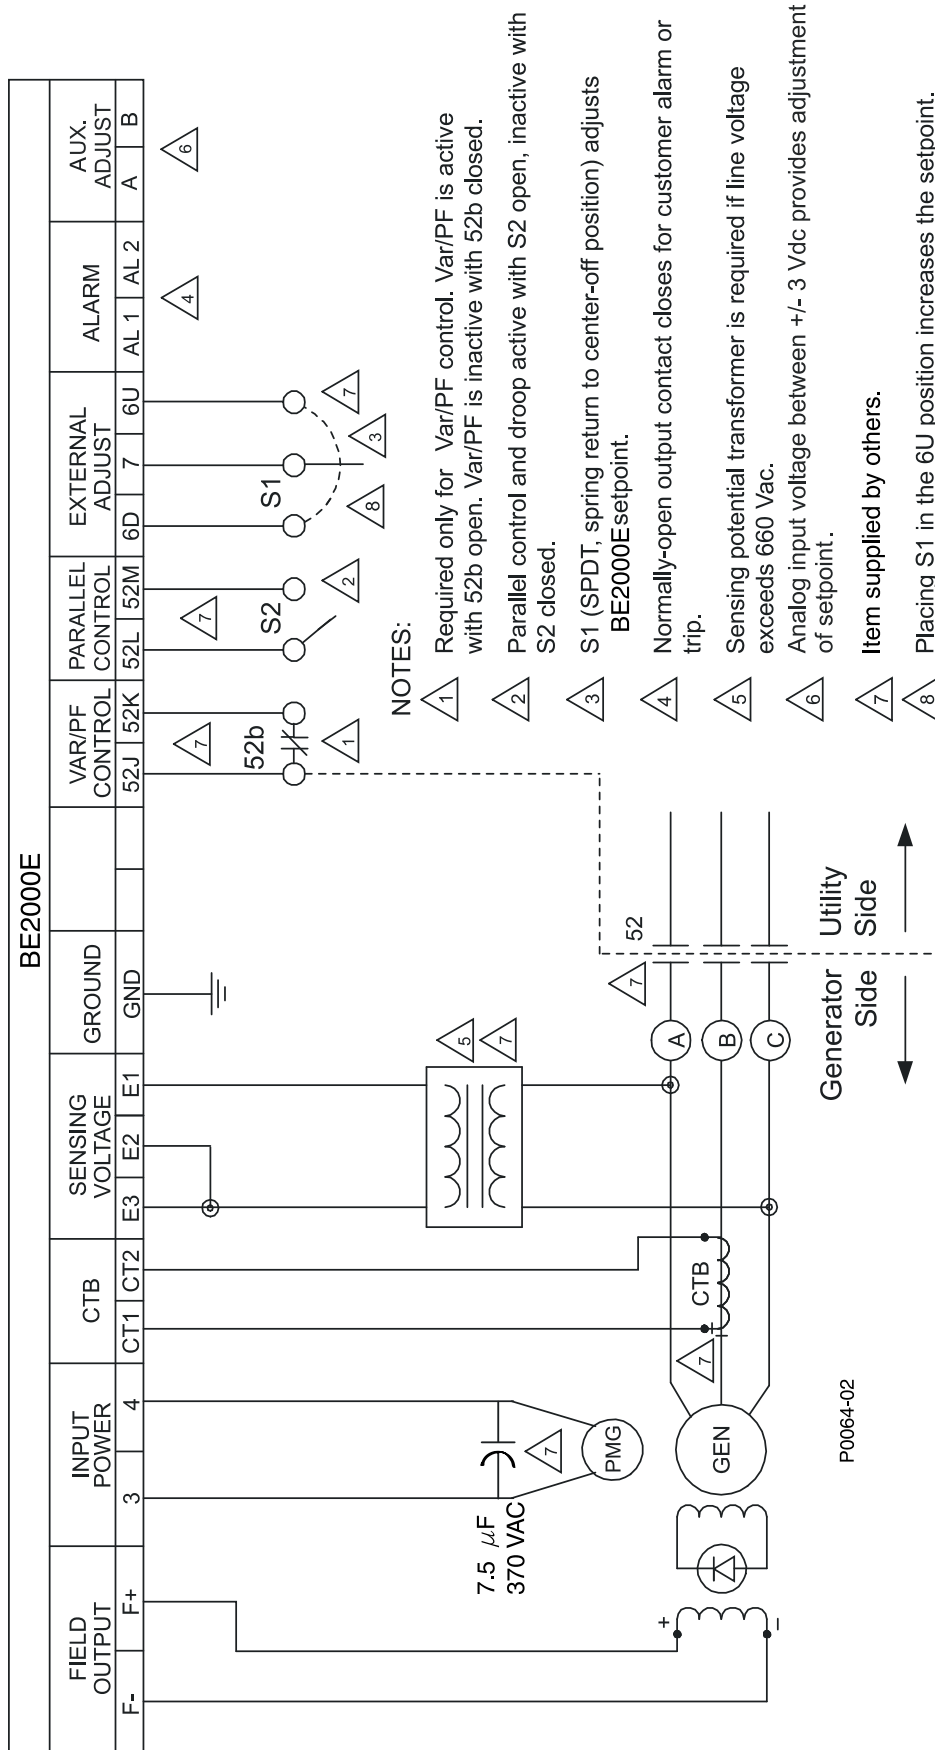 BE2000E
FIELD
OUTPUT
INPUT
POWER
CTB
SENSING
VOLTAGE
GROUND
VAR/PF
CONTROL
PARALLEL
CONTROL
EXTERNAL
ADJUST
ALARM
AUX.
ADJUST
F-
F+
3
4
CT1
CT2
E3
E2
E1
GND
52J
52K
52L
52M
6D
7
6U
AL 1
AL 2
A
B
7
7
4
6
52b
S2
S1
1
2
8
3
7
5
7
7.5 µF
370 VAC
7
PMG
CTB
+
7
GEN
+
–
A
B
C
7
52
Generator
Side
Utility
Side
P0064-02
NOTES:
1
Required only for Var/PF control. Var/PF is active
with 52b open. Var/PF is inactive with 52b closed.
2
Parallel control and droop active with S2 open, inactive with
S2 closed.
3
S1 (SPDT, spring return to center-off position) adjusts
BE2000E setpoint.
4
Normally-open output contact closes for customer alarm or
trip.
5
Sensing potential transformer is required if line voltage
exceeds 660 Vac.
6
Analog input voltage between +/- 3 Vdc provides adjustment
of setpoint.
7
Item supplied by others.
8
Placing S1 in the 6U position increases the setpoint.